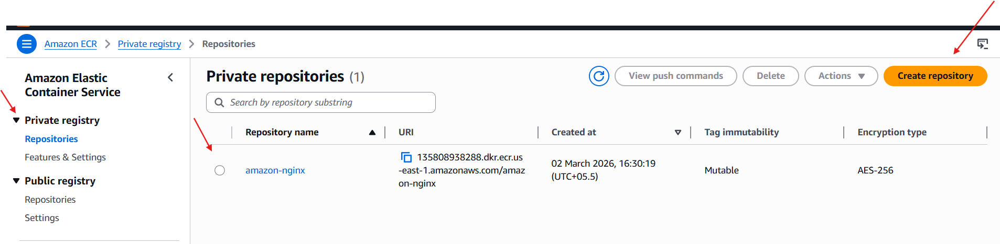 Amazon ECR > Private registry > Repositories
Amazon Elastic
Container Service
Private registry
Repositories
Features & Settings
Public registry
Repositories
Settings
Private repositories (1)
View push commands
Delete
Actions
Create repository
Search by repository substring
Repository name
URI
Created at
Tag immutability
Encryption type
amazon-nginx
135808938288.dkr.ecr.us
-east-1.amazonaws.com/amaz
on-nginx
02 March 2026, 16:30:19
(UTC+05.5)
Mutable
AES-256